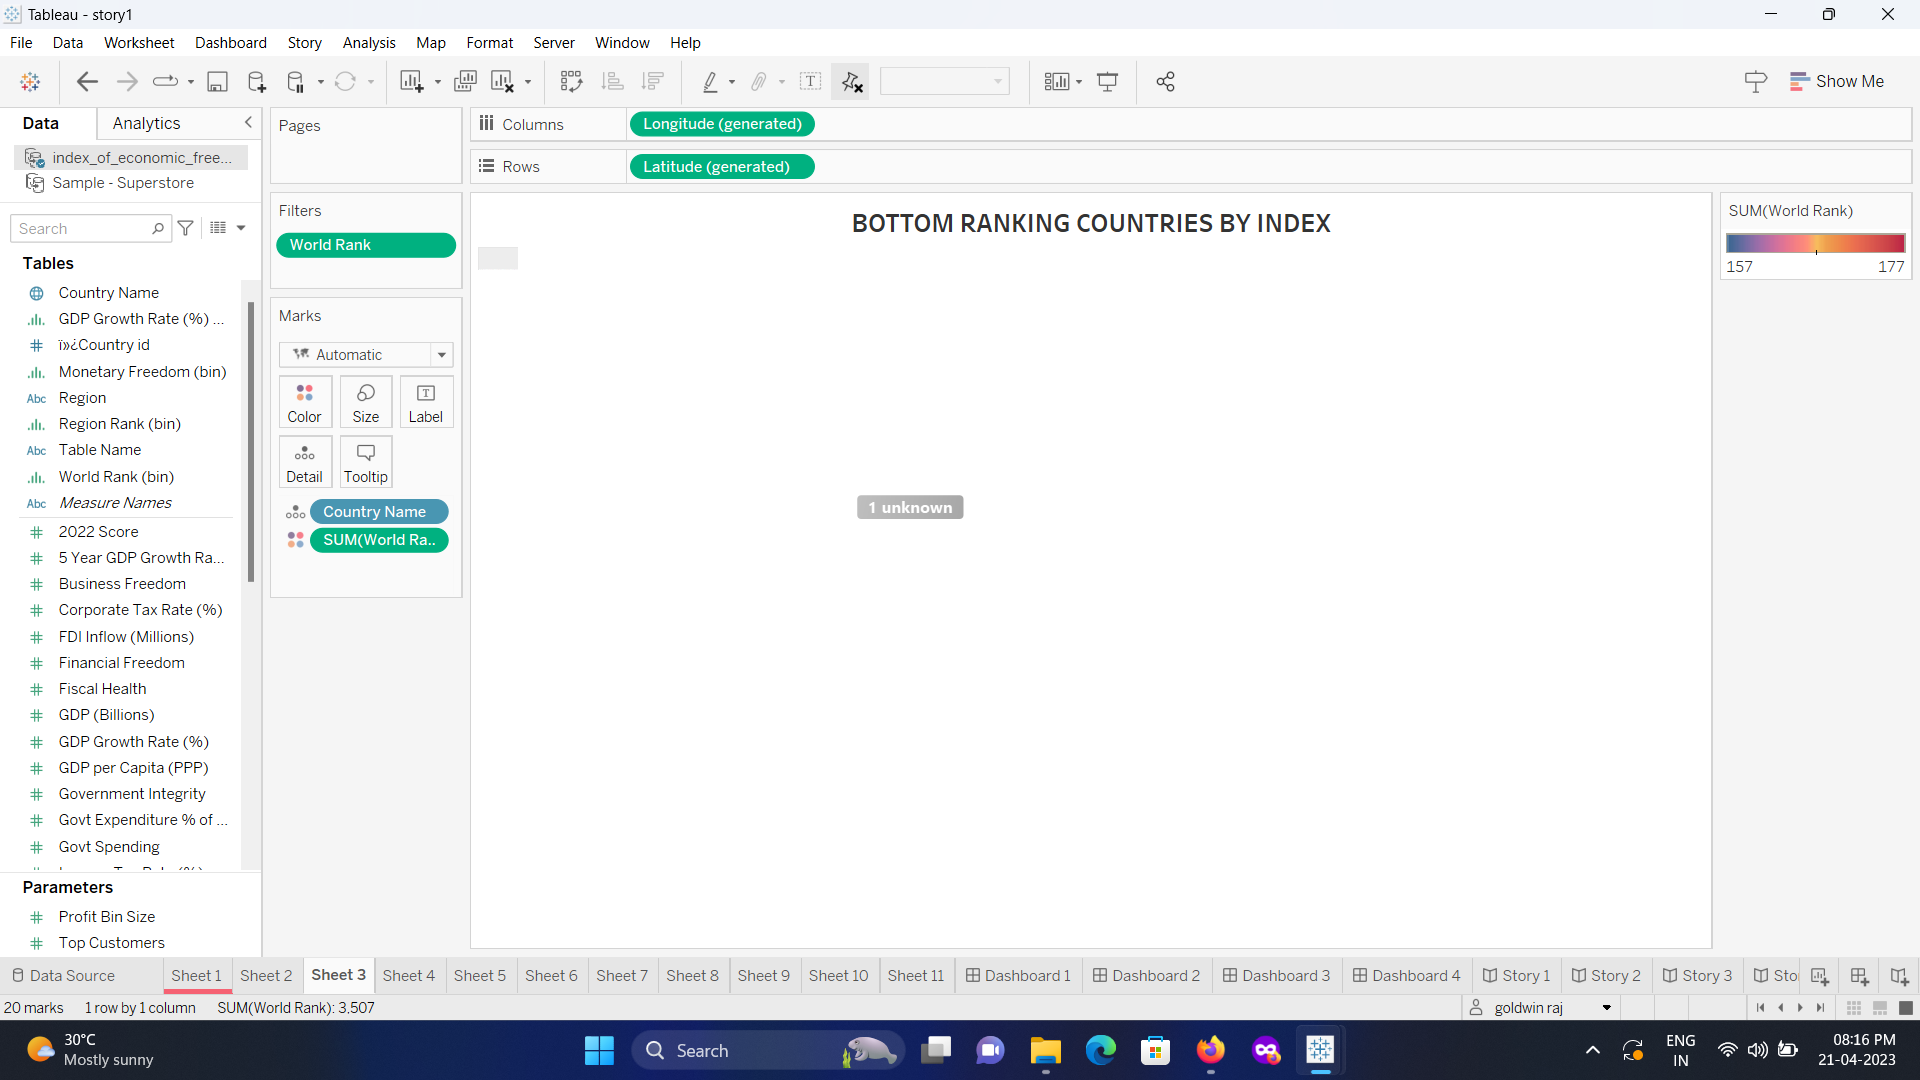 Tableau - story1
File Data Worksheet Dashboard Story Analysis Map Format Server Window Help
Show Me
Data Analytics
index_of_economic_free...
Sample - Superstore
Search
Tables
Country Name
GDP Growth Rate (%) ...
ï»¿Country id
Monetary Freedom (bin)
Region
Region Rank (bin)
Table Name
World Rank (bin)
Measure Names
2022 Score
5 Year GDP Growth Ra...
Business Freedom
Corporate Tax Rate (%)
FDI Inflow (Millions)
Financial Freedom
Fiscal Health
GDP (Billions)
GDP Growth Rate (%)
GDP per Capita (PPP)
Government Integrity
Govt Expenditure % of ...
Govt Spending
Parameters
Profit Bin Size
Top Customers
Pages
Filters
World Rank
Marks
Automatic
Color Size Label
Detail Tooltip
Country Name
SUM(World Ra..
Columns Longitude (generated)
Rows Latitude (generated)
BOTTOM RANKING COUNTRIES BY INDEX
1 unknown
SUM(World Rank)
157 177
Data Source Sheet 1 Sheet 2 Sheet 3 Sheet 4 Sheet 5 Sheet 6 Sheet 7 Sheet 8 Sheet 9 Sheet 10 Sheet 11 Dashboard 1 Dashboard 2 Dashboard 3 Dashboard 4 Story 1 Story 2 Story 3 Sto
20 marks 1 row by 1 column SUM(World Rank): 3,507 goldwin raj
30°C
Mostly sunny
Search
ENG
IN
08:16 PM
21-04-2023